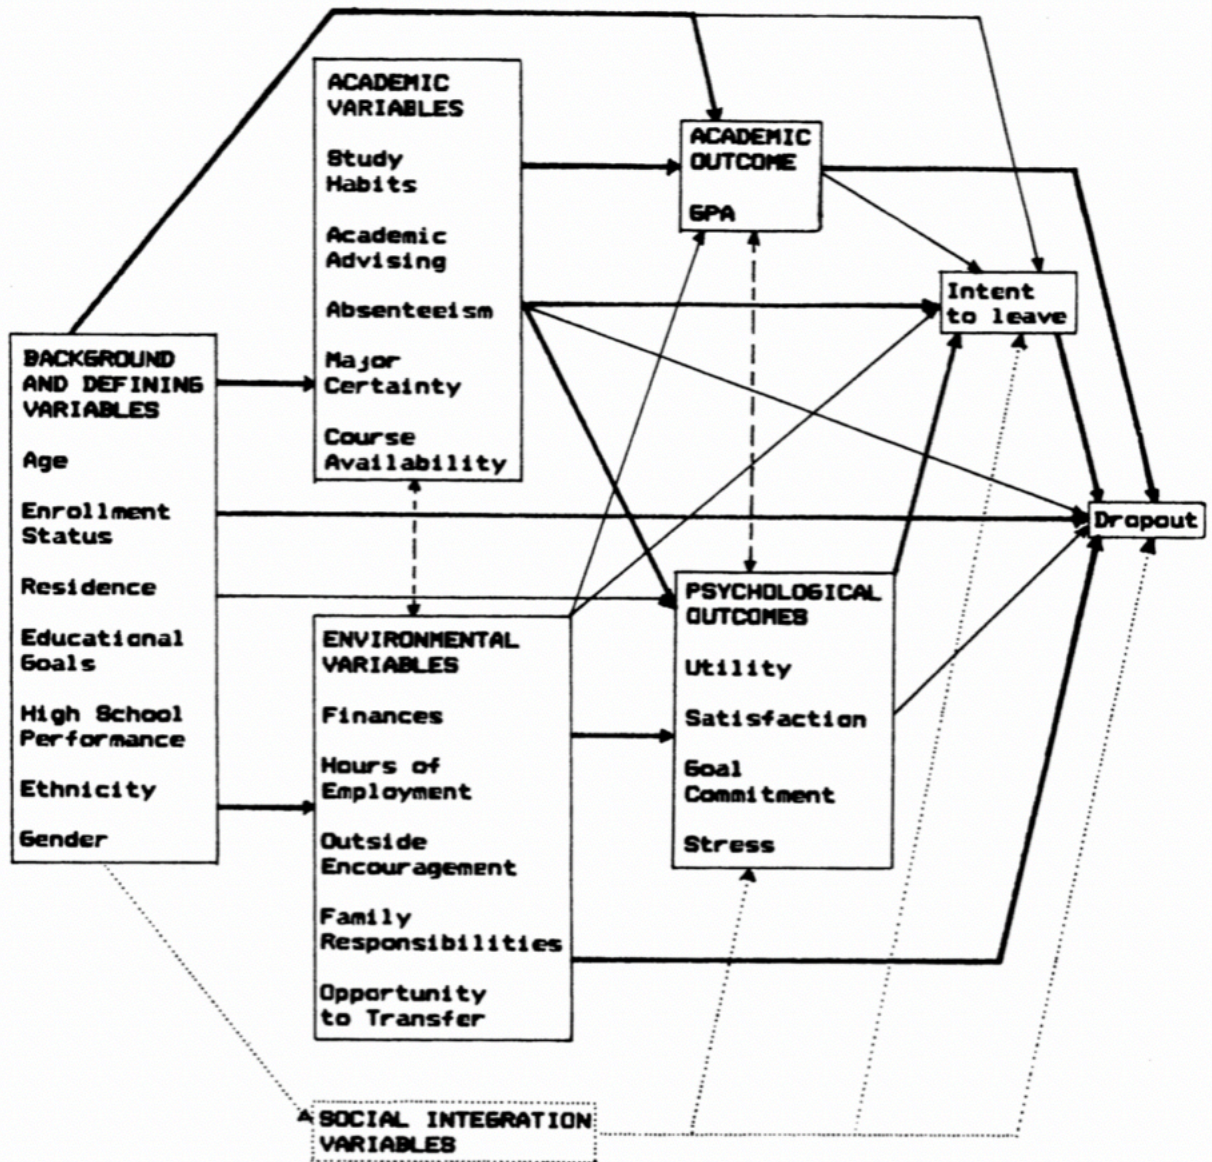 ACADEMIC
VARIABLES
Study
Habits
Academic
Advising
Absenteeism
Major
Certainty
Course
Availability
ACADEMIC
OUTCOME
GPA
Intent
to leave
BACKGROUND
AND DEFINING
VARIABLES
Age
Enrollment
Status
Residence
Educational
Goals
High School
Performance
Ethnicity
Gender
Dropout
ENVIRONMENTAL
VARIABLES
Finances
Hours of
Employment
Outside
Encouragement
Family
Responsibilities
Opportunity
to Transfer
PSYCHOLOGICAL
OUTCOMES
Utility
Satisfaction
Goal
Commitment
Stress
SOCIAL INTEGRATION
VARIABLES